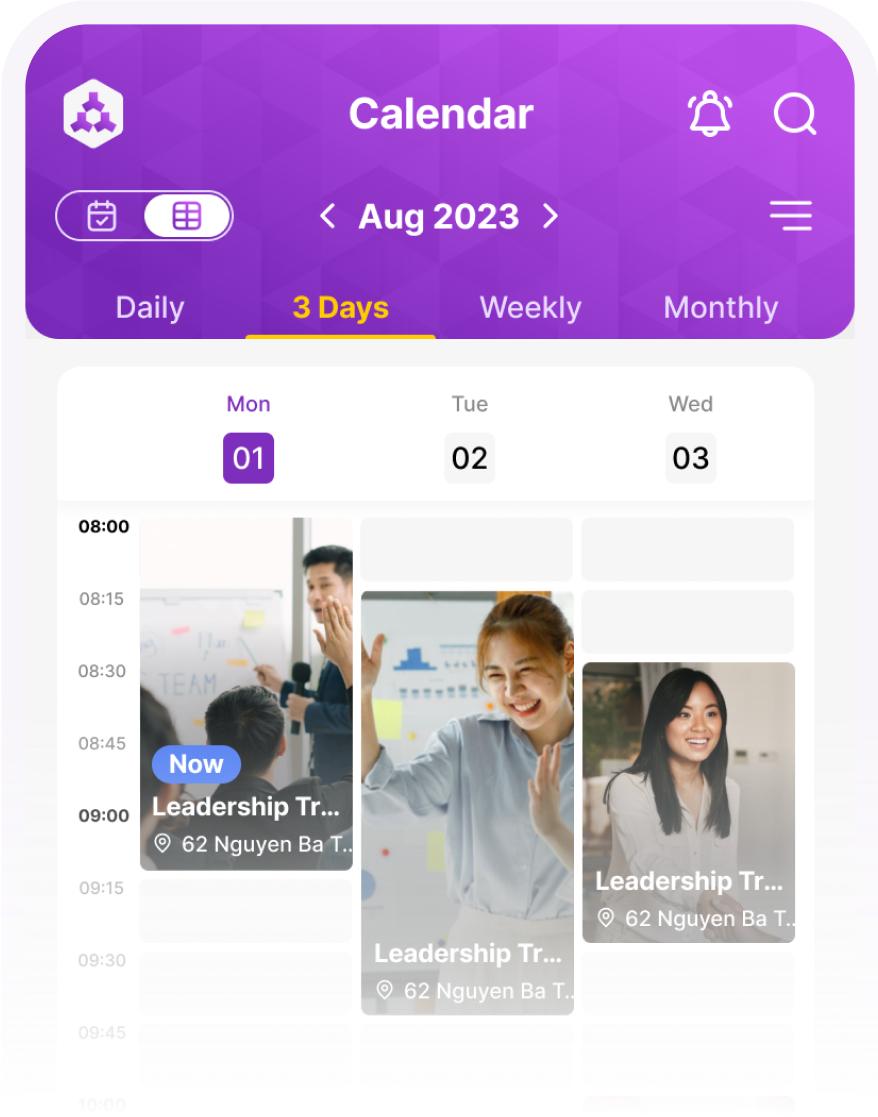 Calendar
Aug 2023
Daily
3 Days
Weekly
Monthly
Mon
Tue
Wed
01
02
03
08:00
08:15
08:30
TEAM
08:45
Now
09:00
Leadership Tr...
62 Nguyen Ba T..
09:15
Leadership Tr...
62 Nguyen Ba T..
09:30
Leadership Tr...
62 Nguyen Ba T..
09:45
10:00